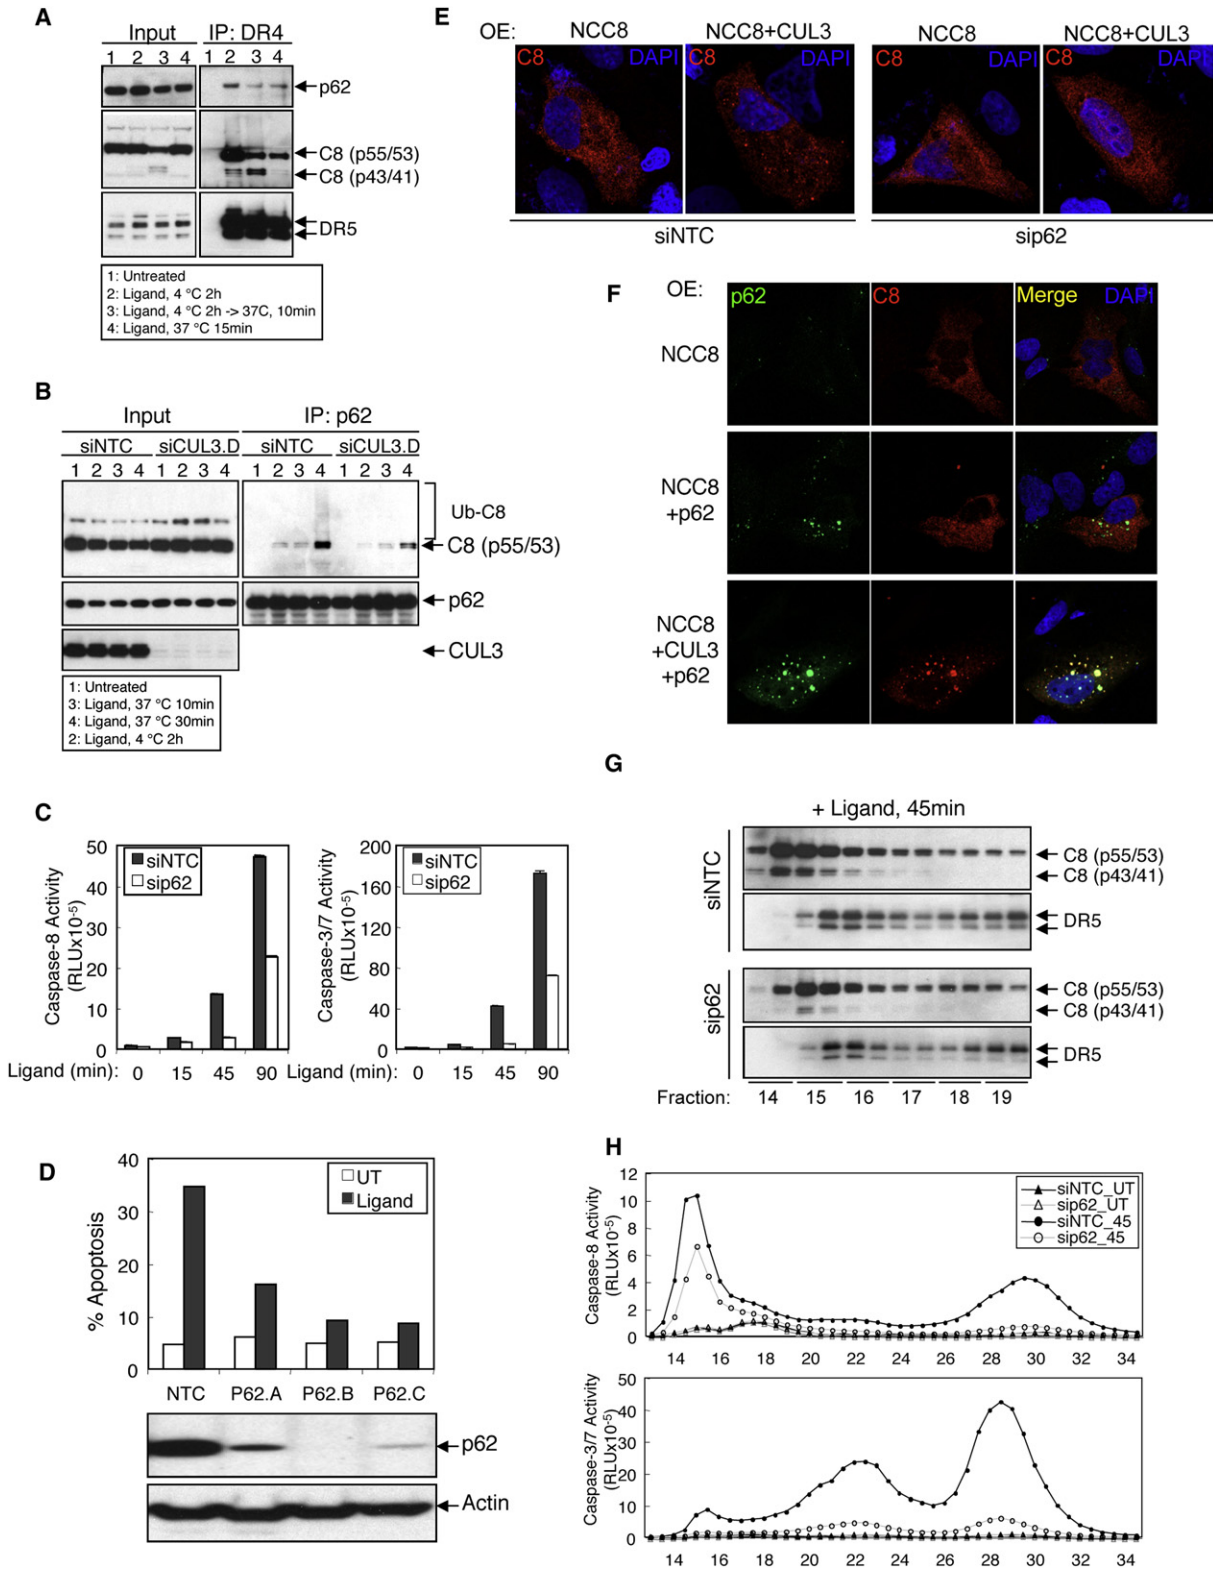 A
Input IP: DR4
1 2 3 4 1 2 3 4
p62
C8 (p55/53)
C8 (p43/41)
DR5
1: Untreated
2: Ligand, 4 °C 2h
3: Ligand, 4 °C 2h -> 37C, 10min
4: Ligand, 37 °C 15min
B
Input IP: p62
siNTC siCUL3.D siNTC siCUL3.D
1 2 3 4 1 2 3 4 1 2 3 4 1 2 3 4
Ub-C8
C8 (p55/53)
p62
CUL3
1: Untreated
3: Ligand, 37 °C 10min
4: Ligand, 37 °C 30min
2: Ligand, 4 °C 2h
C
Caspase-8 Activity
(RLUx10-5)
50
40
30
20
10
0
siNTC
sip62
Ligand (min): 0 15 45 90
Caspase-3/7 Activity
(RLUx10-5)
200
160
120
80
40
0
siNTC
sip62
Ligand (min): 0 15 45 90
D
% Apoptosis
40
30
20
10
0
UT
Ligand
NTC P62.A P62.B P62.C
p62
Actin
E
OE: NCC8 NCC8+CUL3 NCC8 NCC8+CUL3
C8 DAPI C8 DAPI C8 DAPI C8 DAPI
siNTC sip62
F
OE: p62 C8 Merge DAPI
NCC8
NCC8
+p62
NCC8
+CUL3
+p62
G
+ Ligand, 45min
siNTC
C8 (p55/53)
C8 (p43/41)
DR5
sip62
C8 (p55/53)
C8 (p43/41)
DR5
Fraction: 14 15 16 17 18 19
H
Caspase-8 Activity
(RLUx10-5)
12
10
8
6
4
2
0
siNTC_UT
sip62_UT
siNTC_45
sip62_45
14 16 18 20 22 24 26 28 30 32 34
Caspase-3/7 Activity
(RLUx10-5)
50
40
30
20
10
0
14 16 18 20 22 24 26 28 30 32 34